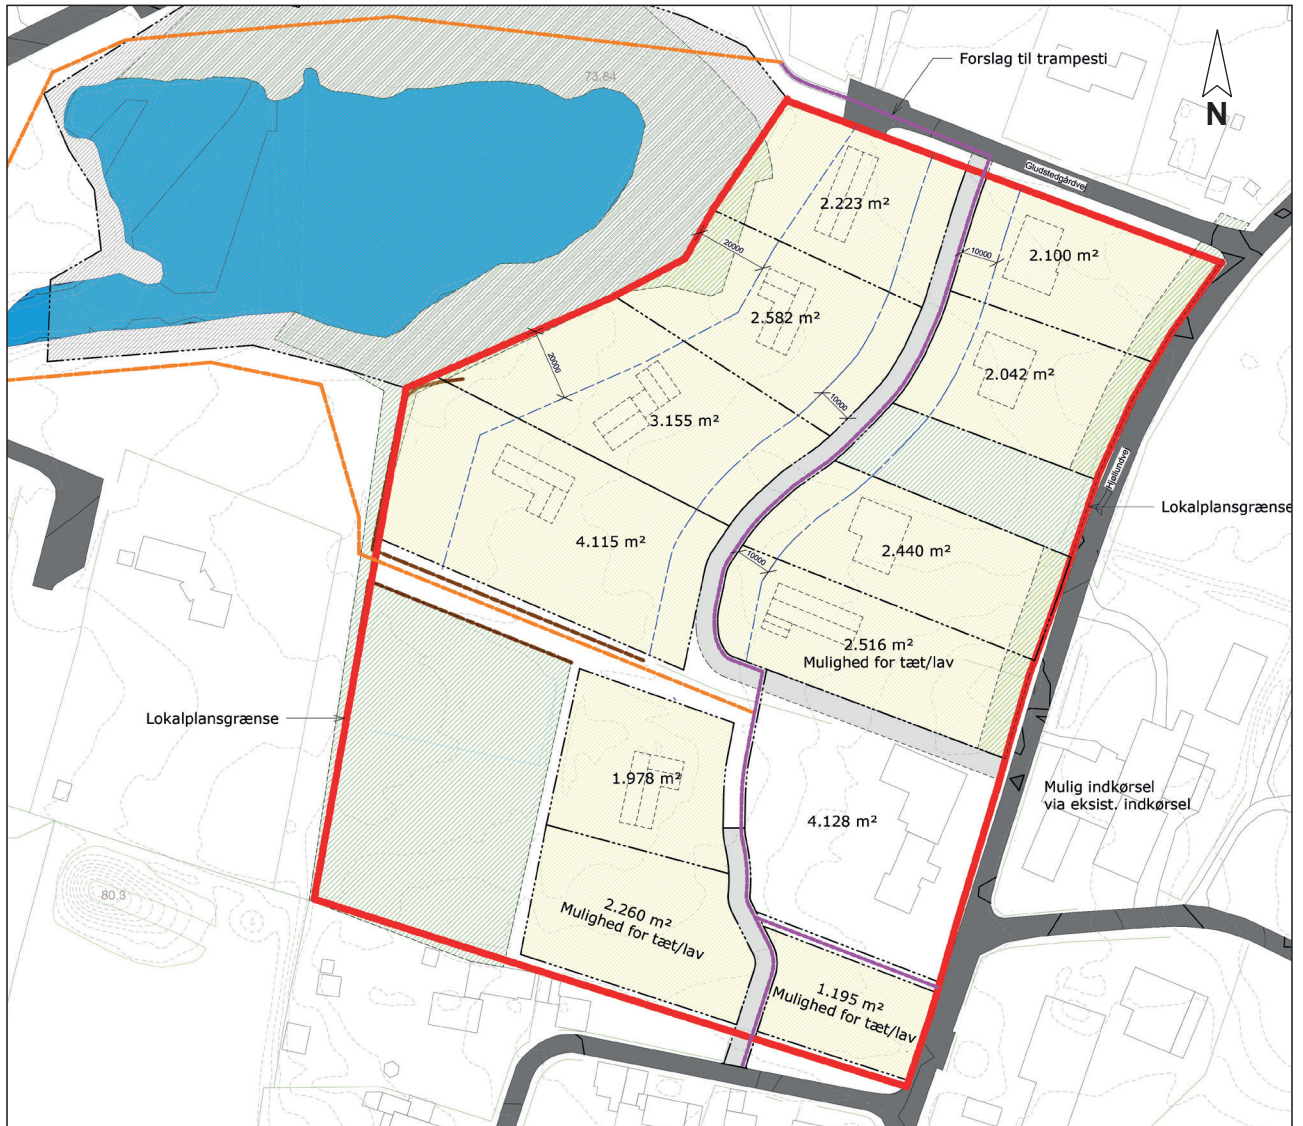 Forslag til trampesti
73.64
N
Gludstedgårdvej
2.223 m²
2.100 m²
20000
10000
2.582 m²
20000
2.042 m²
10000
3.155 m²
Hjøllundvej
Lokalplansgrænse
4.115 m²
2.440 m²
10000
2.516 m²
Mulighed for tæt/lav
Lokalplansgrænse
1.978 m²
Mulig indkørsel
via eksist. indkørsel
4.128 m²
80.3
2.260 m²
Mulighed for tæt/lav
1.195 m²
Mulighed for tæt/lav